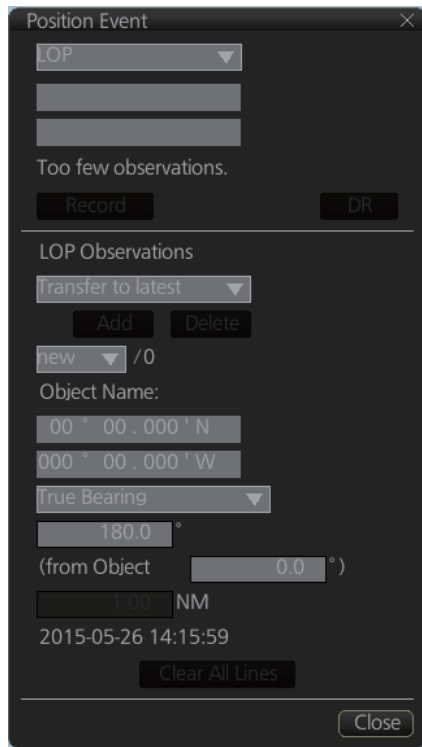 Position Event
LOP
Too few observations.
Record DR
LOP Observations
Transfer to latest
Add Delete
new /0
Object Name:
00 ° 00 . 000 ' N
000 ° 00 . 000 ' W
True Bearing
180.0 °
(from Object 0.0 °)
1.00 NM
2015-05-26 14:15:59
Clear All Lines
Close